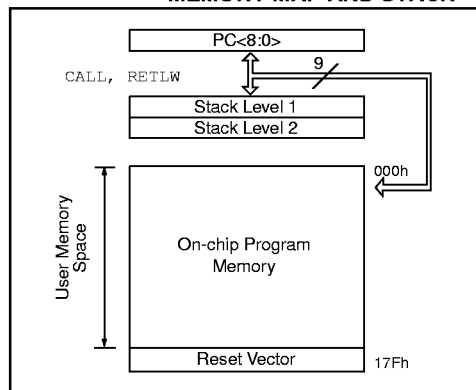 MEMORY MAP AND STACK
PC<8:0>
9
CALL, RETLW
Stack Level 1
Stack Level 2
000h
User Memory
Space
On-chip Program
Memory
Reset Vector
17Fh